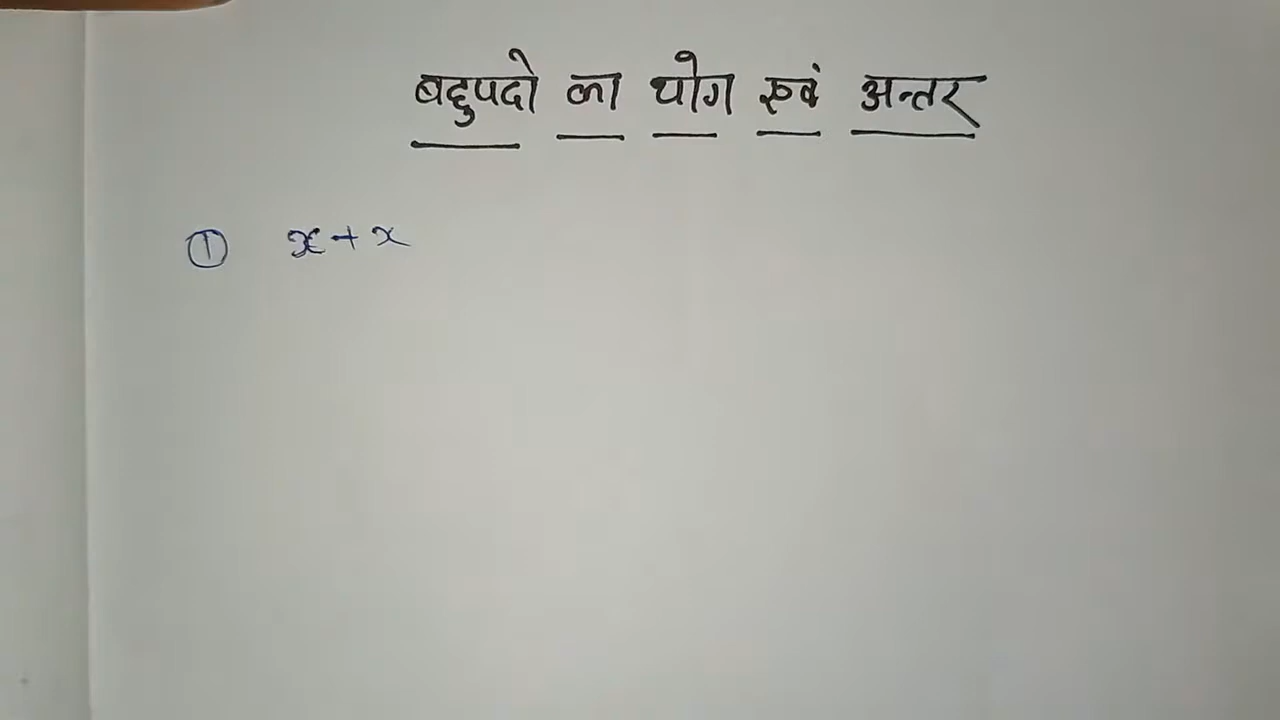 बहुपदो का योग एवं अन्तर
① x + x